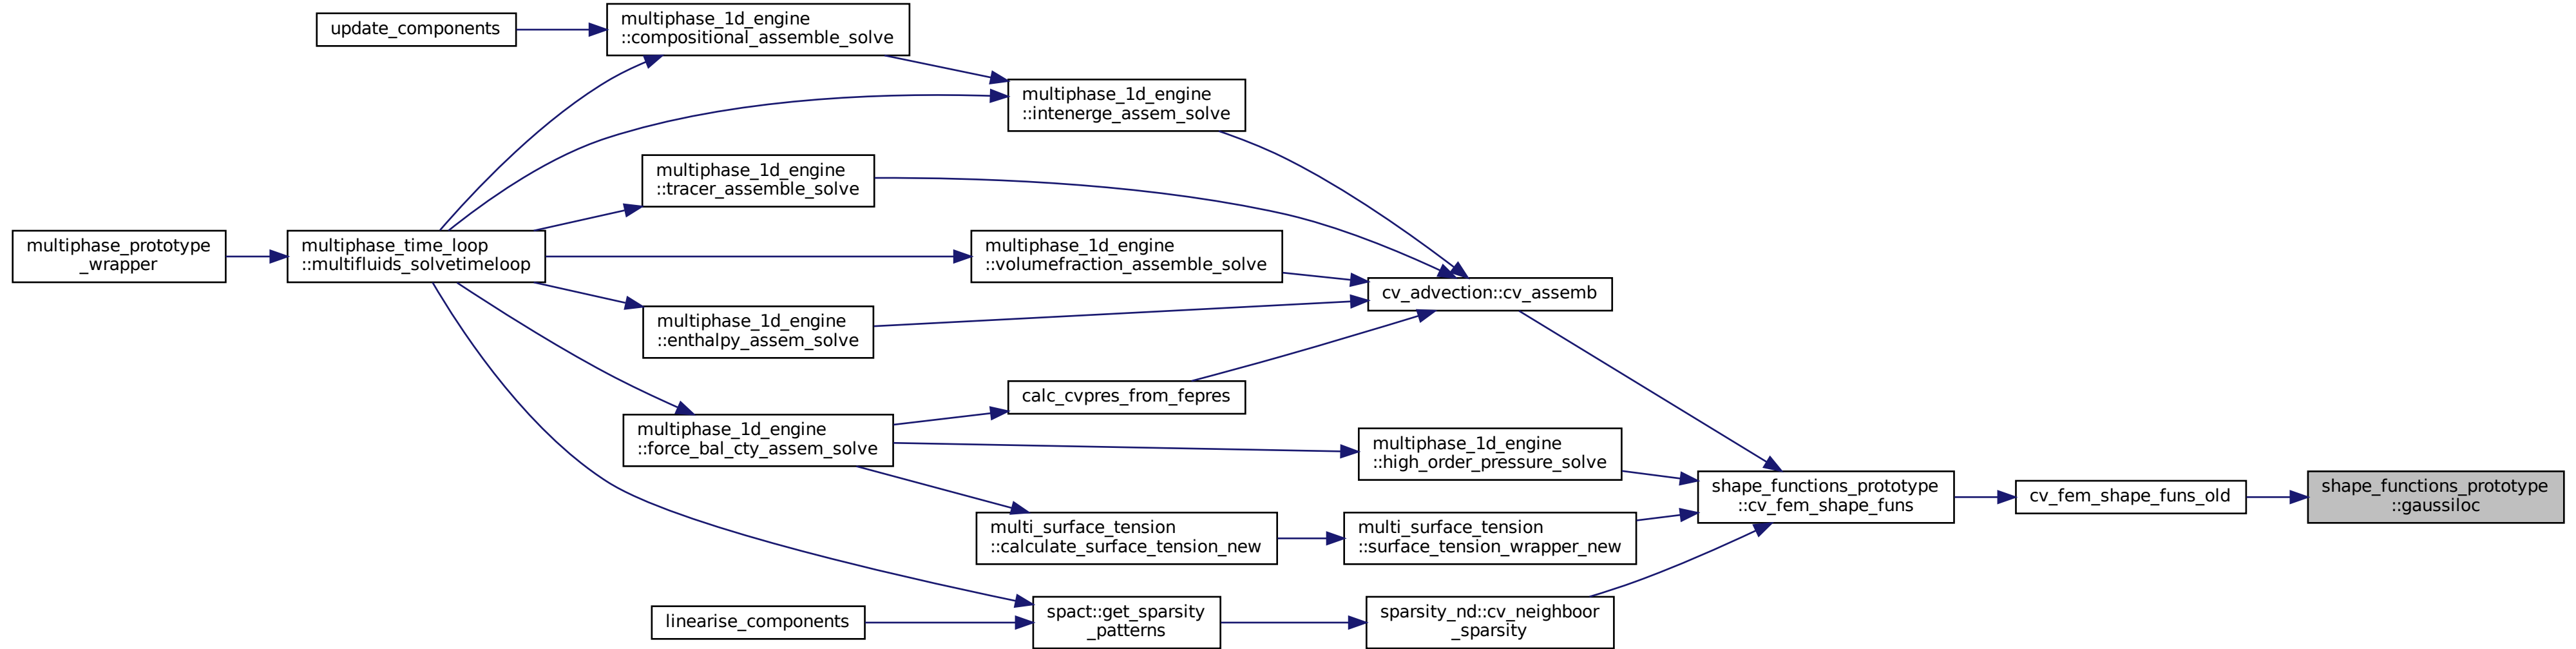 update_components
multiphase_1d_engine
::compositional_assemble_solve
multiphase_1d_engine
::intenerge_assem_solve
multiphase_1d_engine
::tracer_assemble_solve
multiphase_prototype
_wrapper
multiphase_time_loop
::multifluids_solvetimeloop
multiphase_1d_engine
::volumefraction_assemble_solve
cv_advection::cv_assemb
multiphase_1d_engine
::enthalpy_assem_solve
calc_cvpres_from_fepres
multiphase_1d_engine
::force_bal_cty_assem_solve
multiphase_1d_engine
::high_order_pressure_solve
shape_functions_prototype
::cv_fem_shape_funs
cv_fem_shape_funs_old
shape_functions_prototype
::gaussiloc
multi_surface_tension
::calculate_surface_tension_new
multi_surface_tension
::surface_tension_wrapper_new
linearise_components
spact::get_sparsity
_patterns
sparsity_nd::cv_neighboor
_sparsity